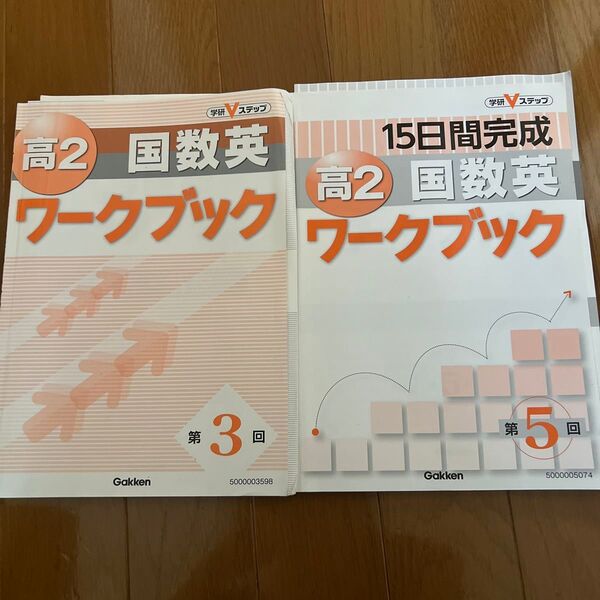 学研 V ステップ
高2 国数英
ワークブック
第3回
Gakken
5000003598
学研 V ステップ
15日間完成
高2 国数英
ワークブック
第5回
Gakken
5000005074